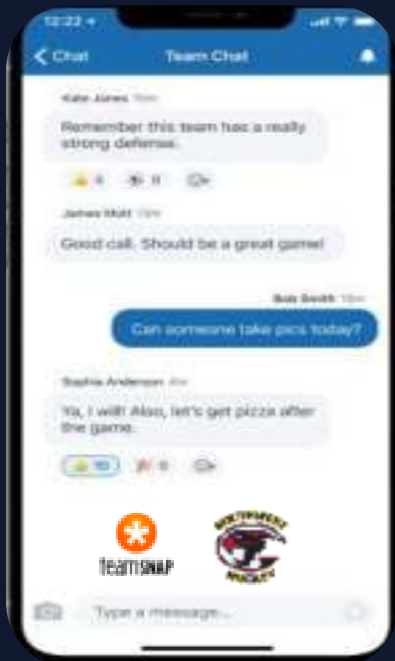 12:22
Chat
Team Chat
Kate Jones
Remember this team has a really
strong defense.
James Mott
Good call. Should be a great game!
Bob Smith
Can someone take pics today?
Sophia Anderson
Ya, I will! Also, let's get pizza after
the game.
10
teamsnap
HOCKEY
Type a message...